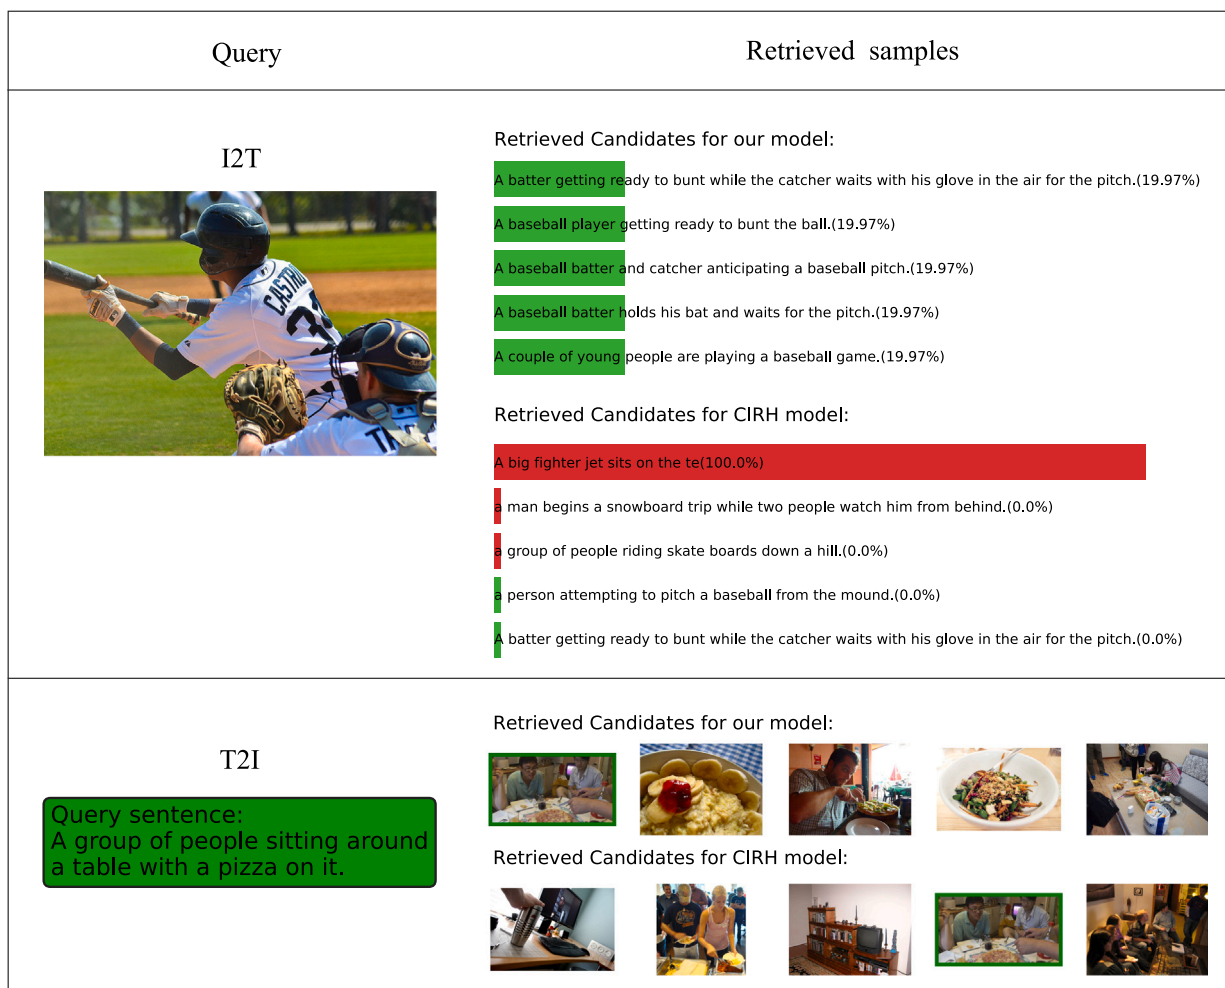 Query
Retrieved samples
I2T
CASTRO
Retrieved Candidates for our model:
A batter getting ready to bunt while the catcher waits with his glove in the air for the pitch.(19.97%)
A baseball player getting ready to bunt the ball.(19.97%)
A baseball batter and catcher anticipating a baseball pitch.(19.97%)
A baseball batter holds his bat and waits for the pitch.(19.97%)
A couple of young people are playing a baseball game.(19.97%)
Retrieved Candidates for CIRH model:
A big fighter jet sits on the te(100.0%)
a man begins a snowboard trip while two people watch him from behind.(0.0%)
a group of people riding skate boards down a hill.(0.0%)
a person attempting to pitch a baseball from the mound.(0.0%)
A batter getting ready to bunt while the catcher waits with his glove in the air for the pitch.(0.0%)
T2I
Query sentence:
A group of people sitting around
a table with a pizza on it.
Retrieved Candidates for our model:
Retrieved Candidates for CIRH model: